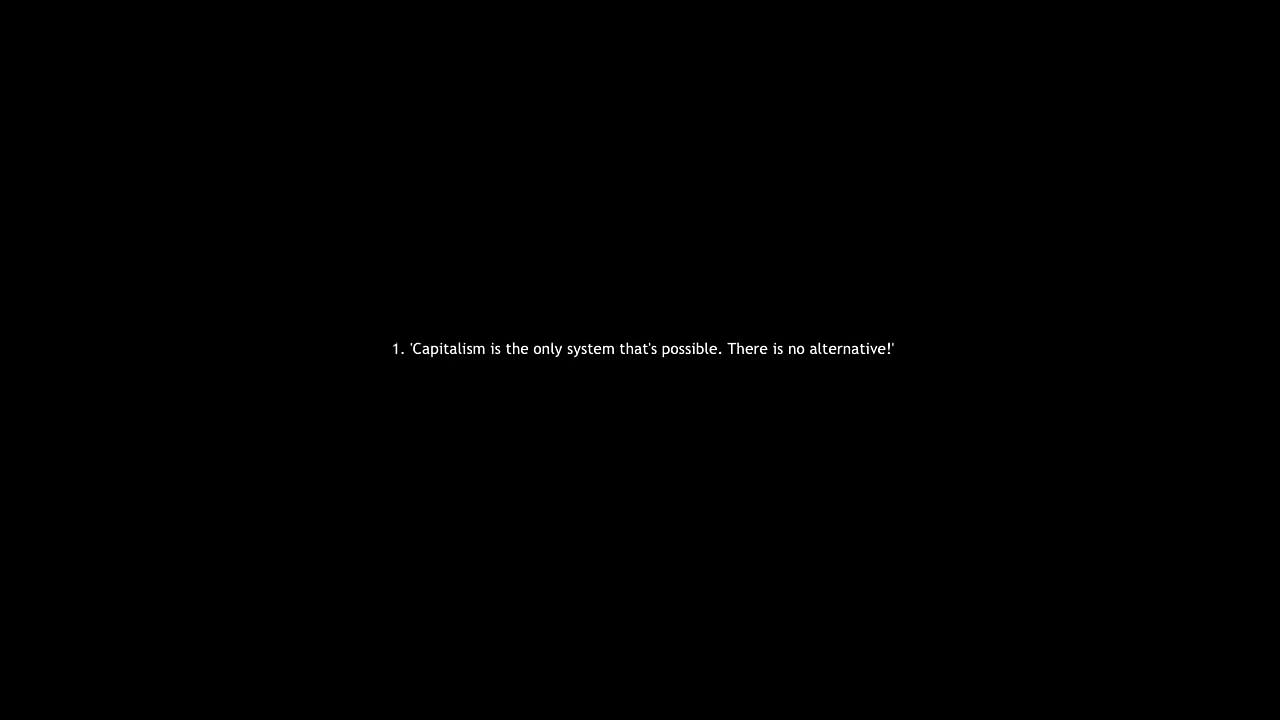 1. 'Capitalism is the only system that's possible. There is no alternative!'